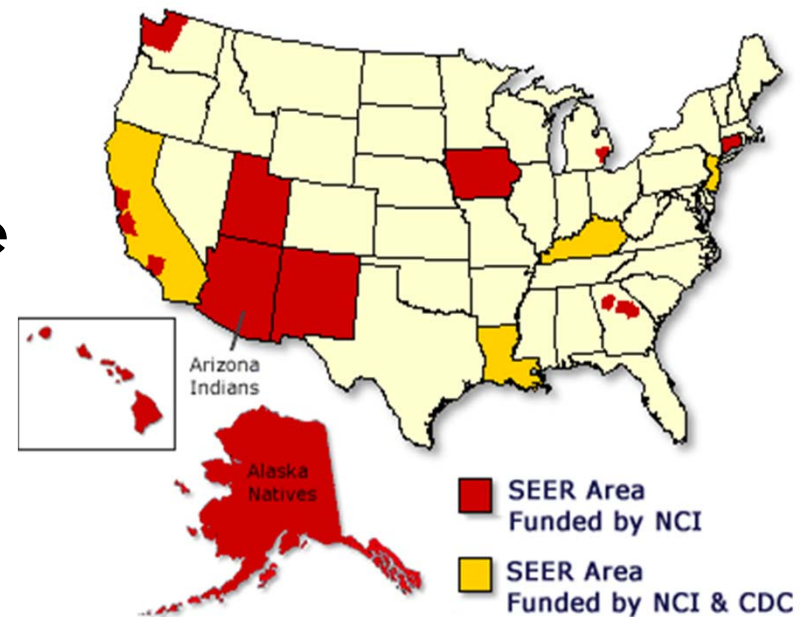 e
Arizona
Indians
Alaska
Natives
SEER Area
Funded by NCI
SEER Area
Funded by NCI & CDC